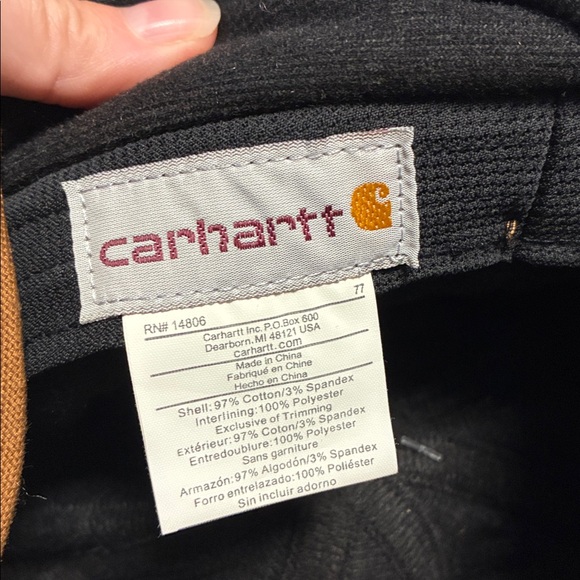 carhartt
RN# 14806
77
Carhartt Inc. P.O.Box 600
Dearborn, MI 48121 USA
carhartt.com
Made in China
Fabriqué en Chine
Hecho en China
Shell: 97% Cotton/3% Spandex
Interlining: 100% Polyester
Exclusive of Trimming
Extérieur: 97% Coton/3% Spandex
Entredoublure: 100% Polyester
Sans garniture
Armazón: 97% Algodón/3% Spandex
Forro entrelazado: 100% Poliéster
Sin incluir adorno